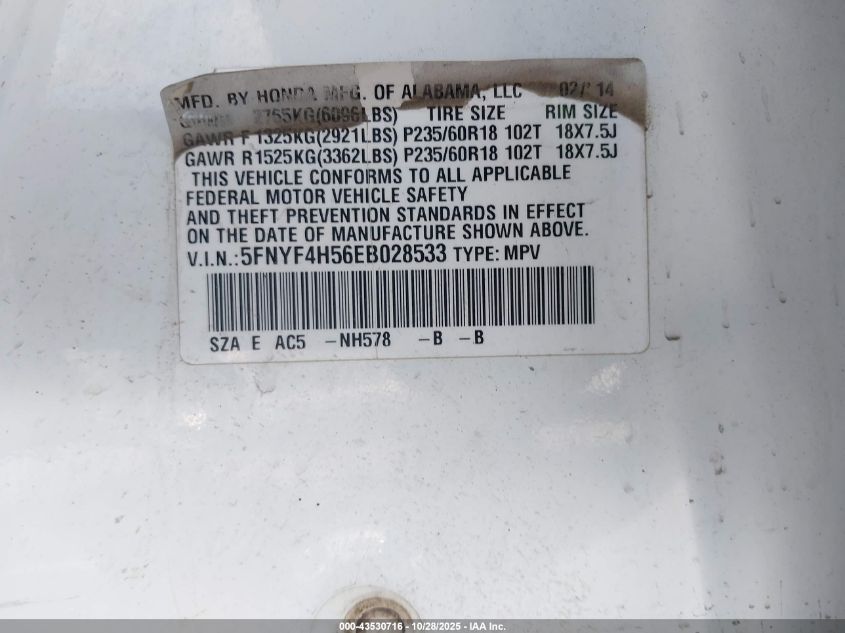 MFD. BY HONDA MFG. OF ALABAMA, LLC 02/ 14
2755KG(6096LBS) TIRE SIZE RIM SIZE
GAWR F 1325KG(2921LBS) P235/60R18 102T 18X7.5J
GAWR R1525KG(3362LBS) P235/60R18 102T 18X7.5J
THIS VEHICLE CONFORMS TO ALL APPLICABLE
FEDERAL MOTOR VEHICLE SAFETY
AND THEFT PREVENTION STANDARDS IN EFFECT
ON THE DATE OF MANUFACTURE SHOWN ABOVE.
V.I.N.:5FNYF4H56EB028533 TYPE: MPV
SZA E AC5 -NH578 -B -B
000-43530716 - 10/28/2025 - IAA Inc.